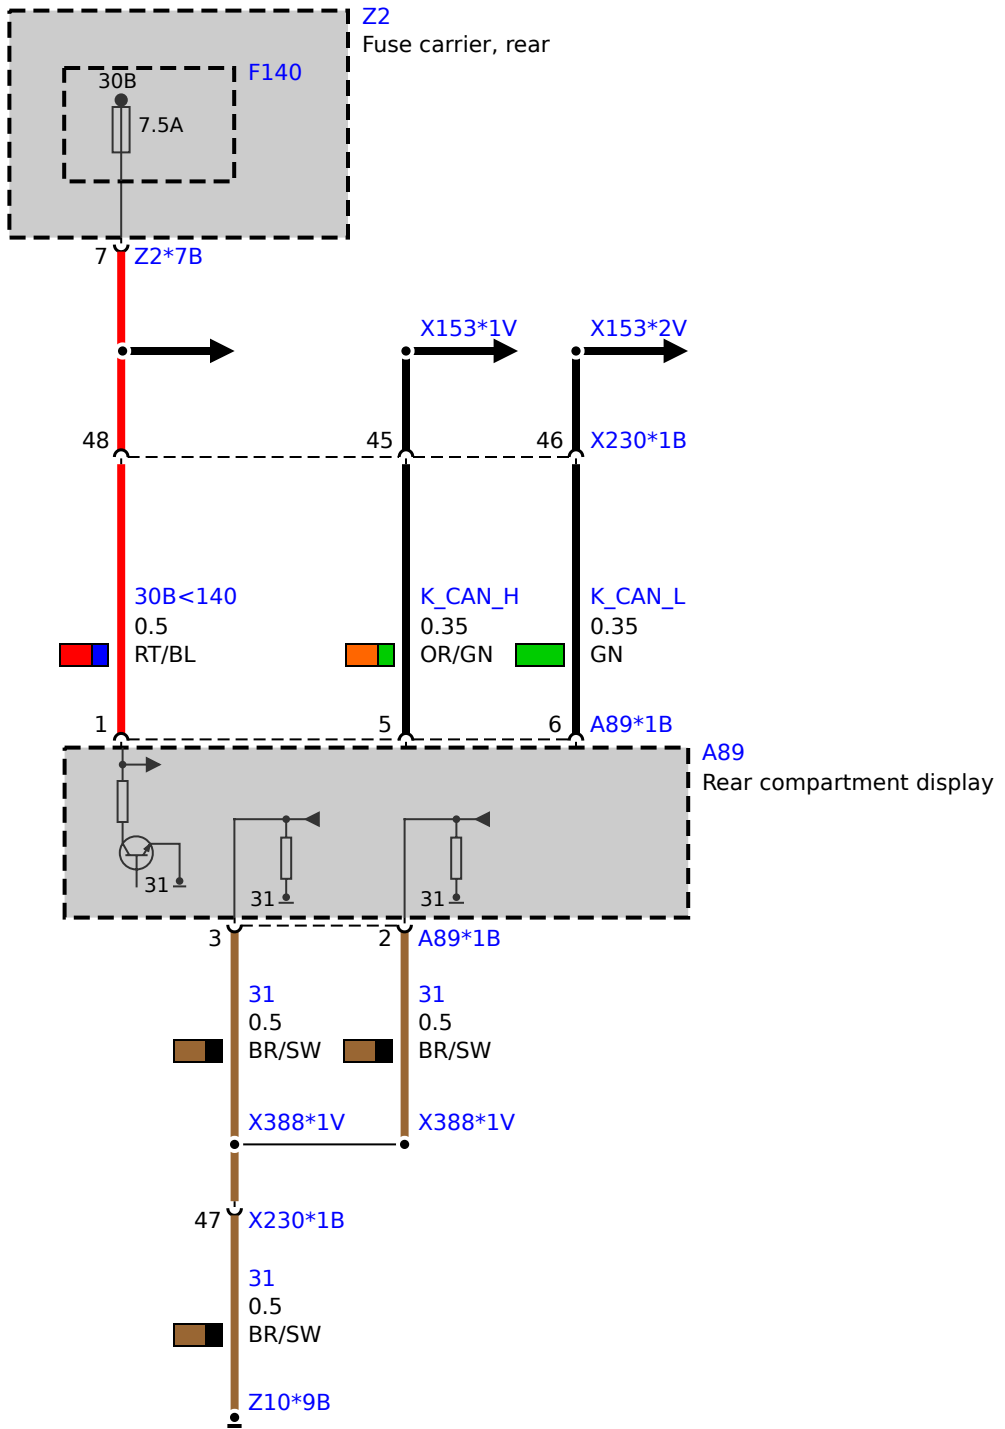 Z2
Fuse carrier, rear
F140
30B
7.5A
7 Z2*7B
X153*1V X153*2V
48 45 46 X230*1B
30B<140 K_CAN_H K_CAN_L
0.5 0.35 0.35
RT/BL OR/GN GN
1 5 6 A89*1B
A89
Rear compartment display
31 31 31
3 2 A89*1B
31 31
0.5 0.5
BR/SW BR/SW
X388*1V X388*1V
47 X230*1B
31
0.5
BR/SW
Z10*9B